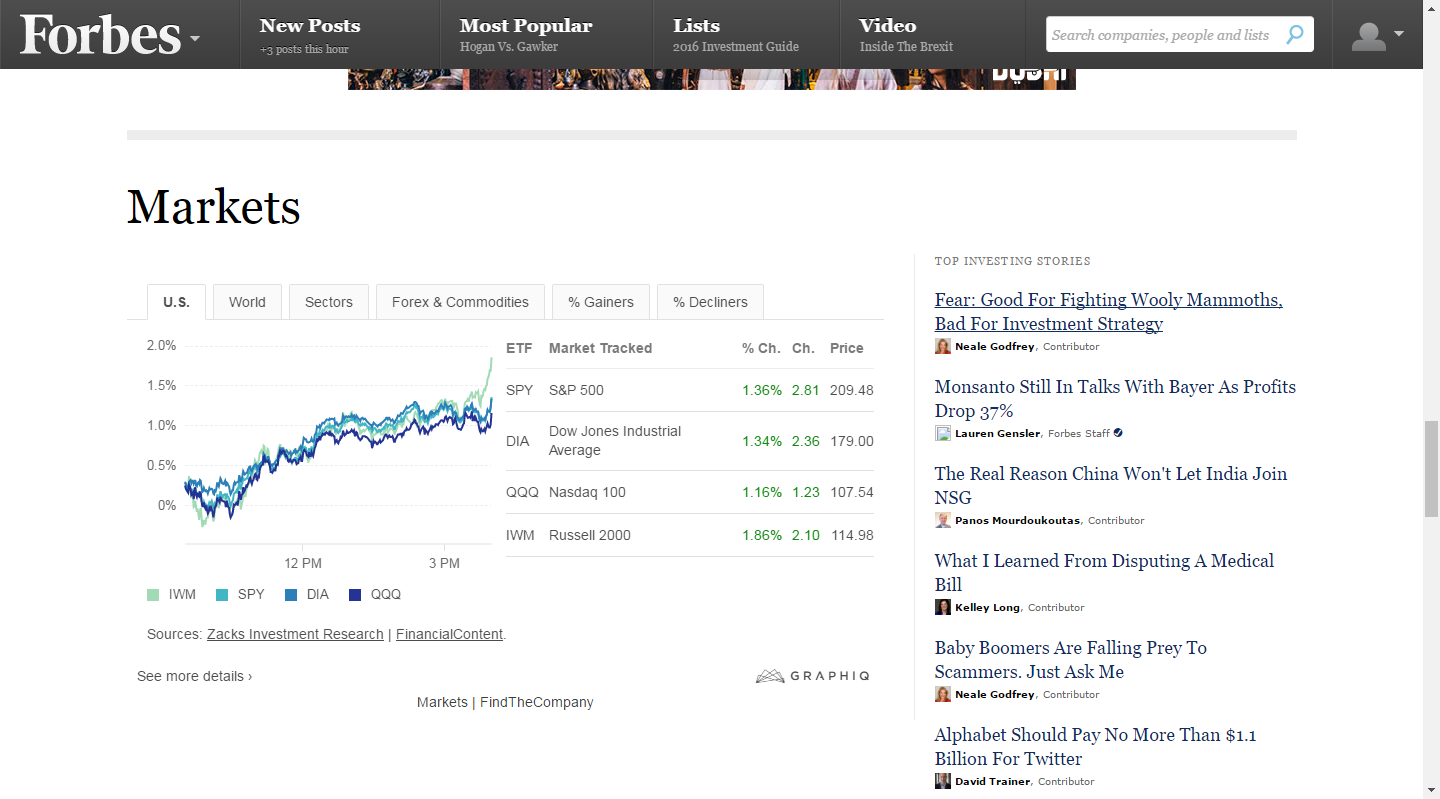 Forbes
New Posts
+3 posts this hour
Most Popular
Hogan Vs. Gawker
Lists
2016 Investment Guide
Video
Inside The Brexit
Search companies, people and lists
Markets
U.S.
World
Sectors
Forex & Commodities
% Gainers
% Decliners
2.0%
1.5%
1.0%
0.5%
0%
12 PM
3 PM
IWM
SPY
DIA
QQQ
ETF Market Tracked % Ch. Ch. Price
SPY S&P 500 1.36% 2.81 209.48
DIA Dow Jones Industrial
Average 1.34% 2.36 179.00
QQQ Nasdaq 100 1.16% 1.23 107.54
IWM Russell 2000 1.86% 2.10 114.98
Sources: Zacks Investment Research | FinancialContent.
See more details ›
GRAPHIQ
Markets | FindTheCompany
TOP INVESTING STORIES
Fear: Good For Fighting Wooly Mammoths,
Bad For Investment Strategy
Neale Godfrey, Contributor
Monsanto Still In Talks With Bayer As Profits
Drop 37%
Lauren Gensler, Forbes Staff
The Real Reason China Won't Let India Join
NSG
Panos Mourdoukoutas, Contributor
What I Learned From Disputing A Medical
Bill
Kelley Long, Contributor
Baby Boomers Are Falling Prey To
Scammers. Just Ask Me
Neale Godfrey, Contributor
Alphabet Should Pay No More Than $1.1
Billion For Twitter
David Trainer, Contributor